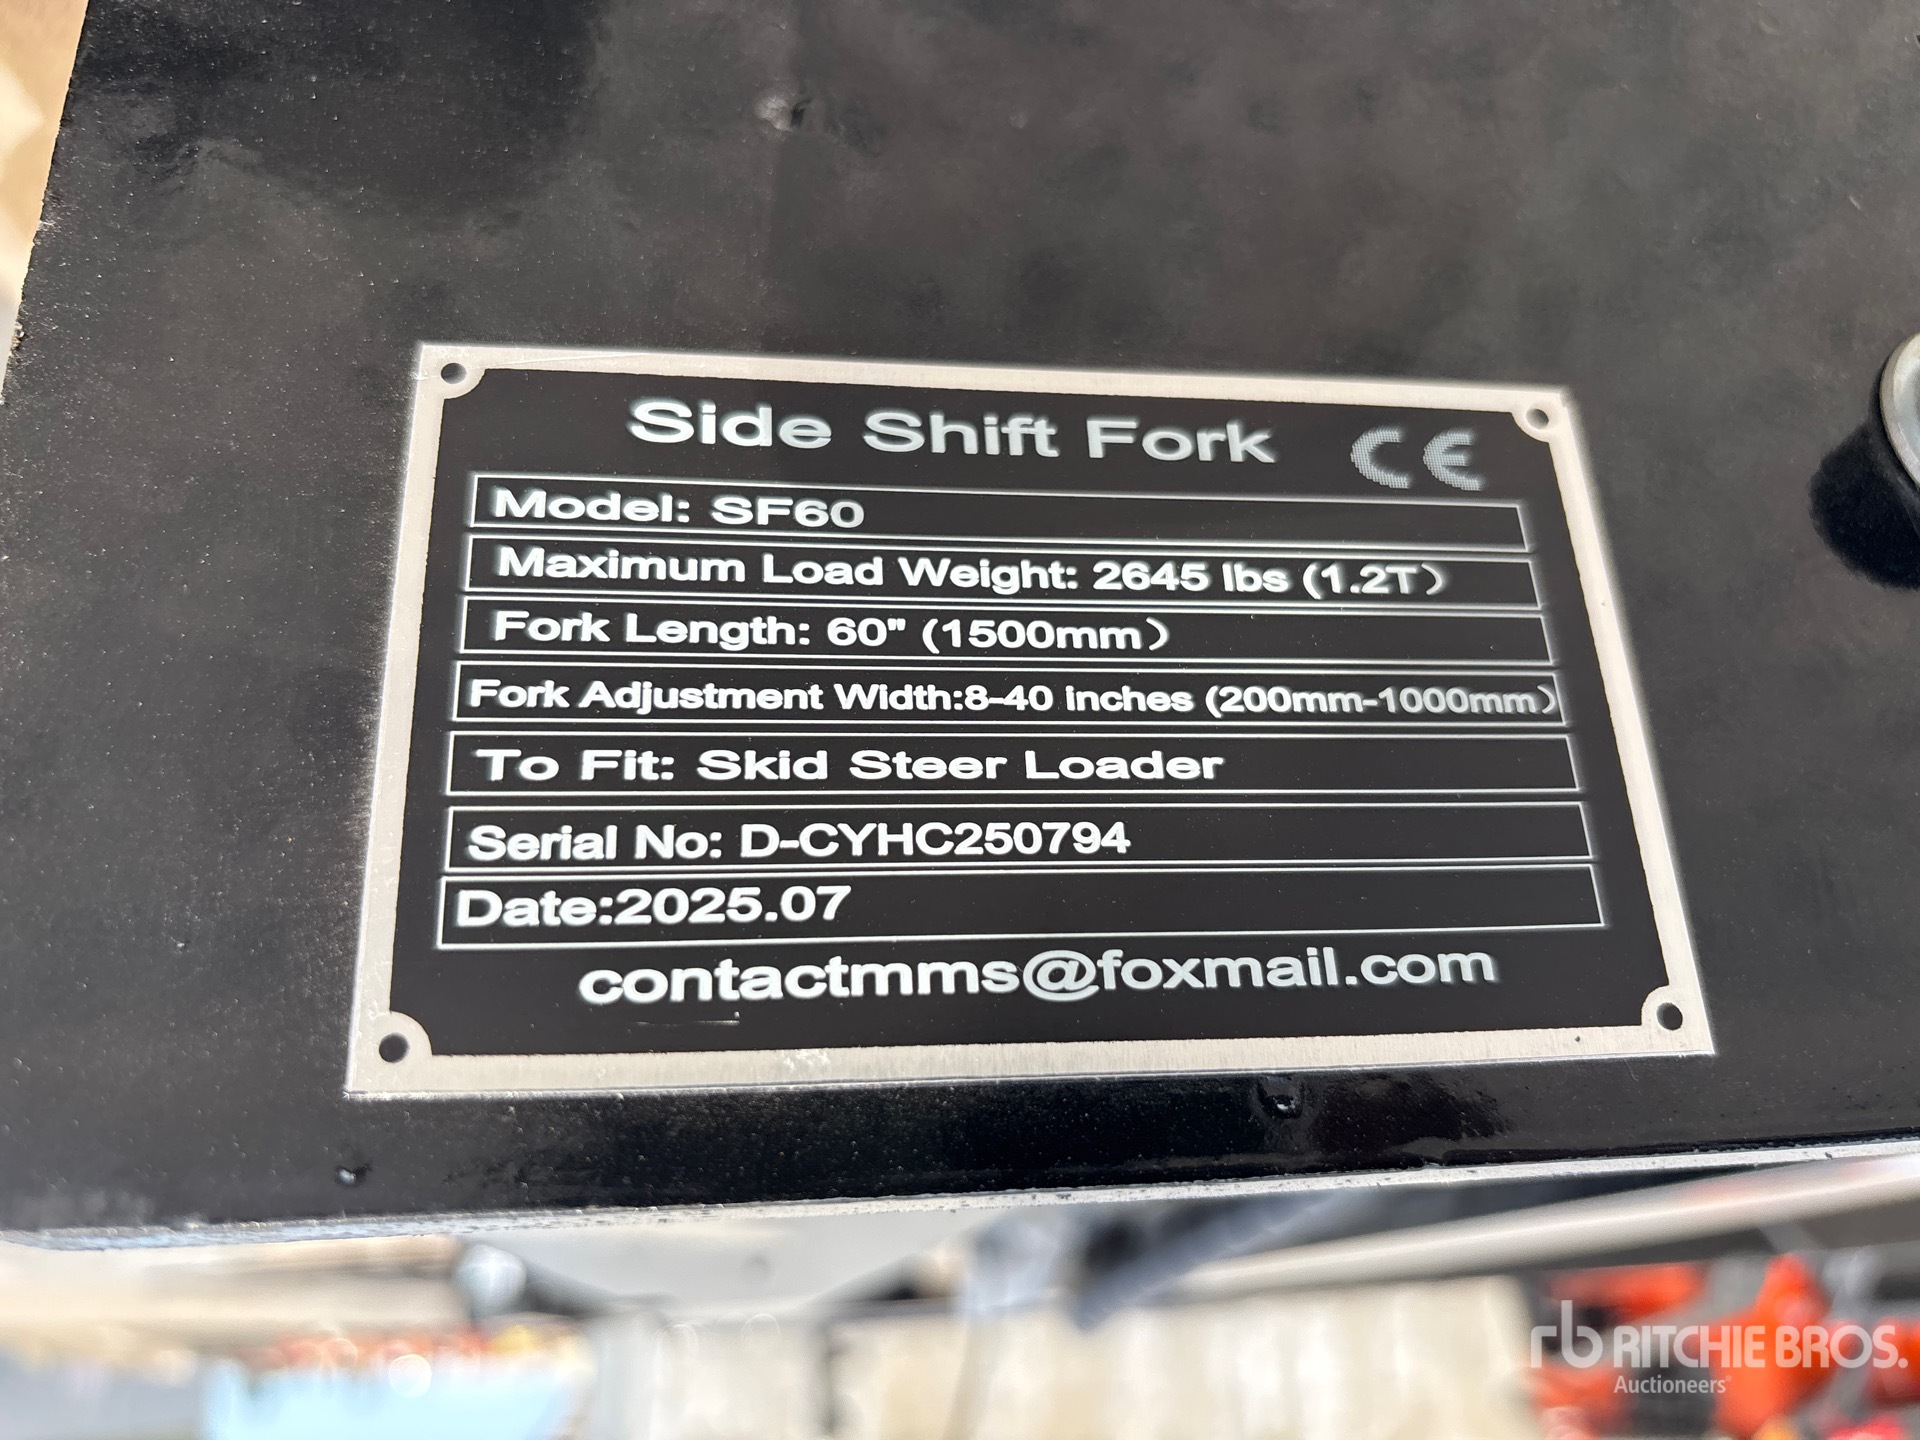 Side Shift Fork CE
Model: SF60
Maximum Load Weight: 2645 lbs (1.2T)
Fork Length: 60" (1500mm)
Fork Adjustment Width:8-40 inches (200mm-1000mm)
To Fit: Skid Steer Loader
Serial No: D-CYHC250794
Date:2025.07
contactmms@foxmail.com
rb RITCHIE BROS.
Auctioneers